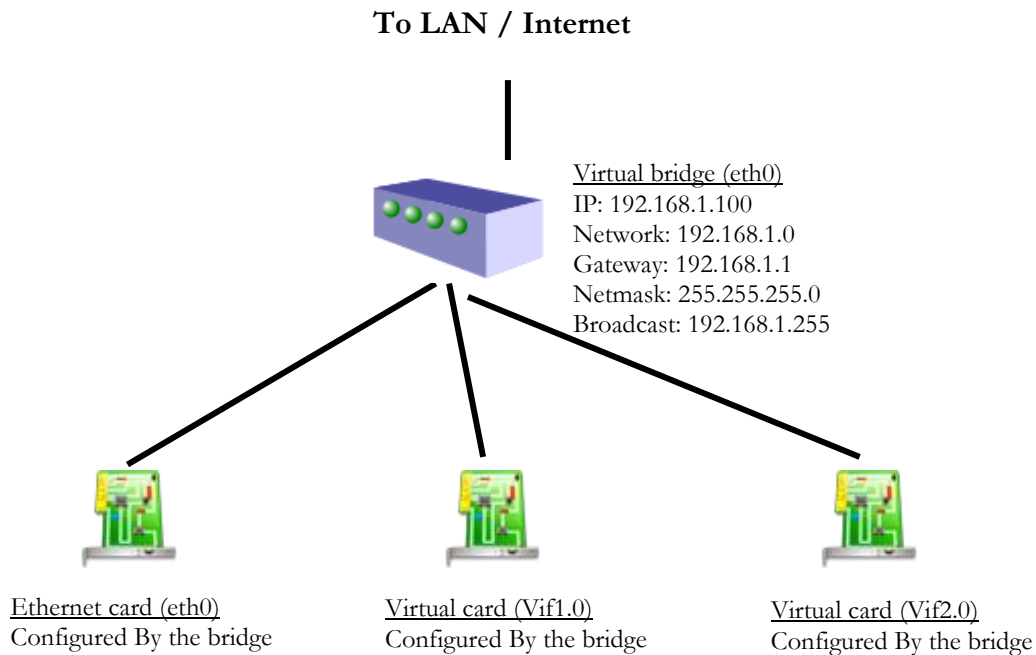 To LAN / Internet
Virtual bridge (eth0)
IP: 192.168.1.100
Network: 192.168.1.0
Gateway: 192.168.1.1
Netmask: 255.255.255.0
Broadcast: 192.168.1.255
Ethernet card (eth0)
Configured By the bridge
Virtual card (Vif1.0)
Configured By the bridge
Virtual card (Vif2.0)
Configured By the bridge